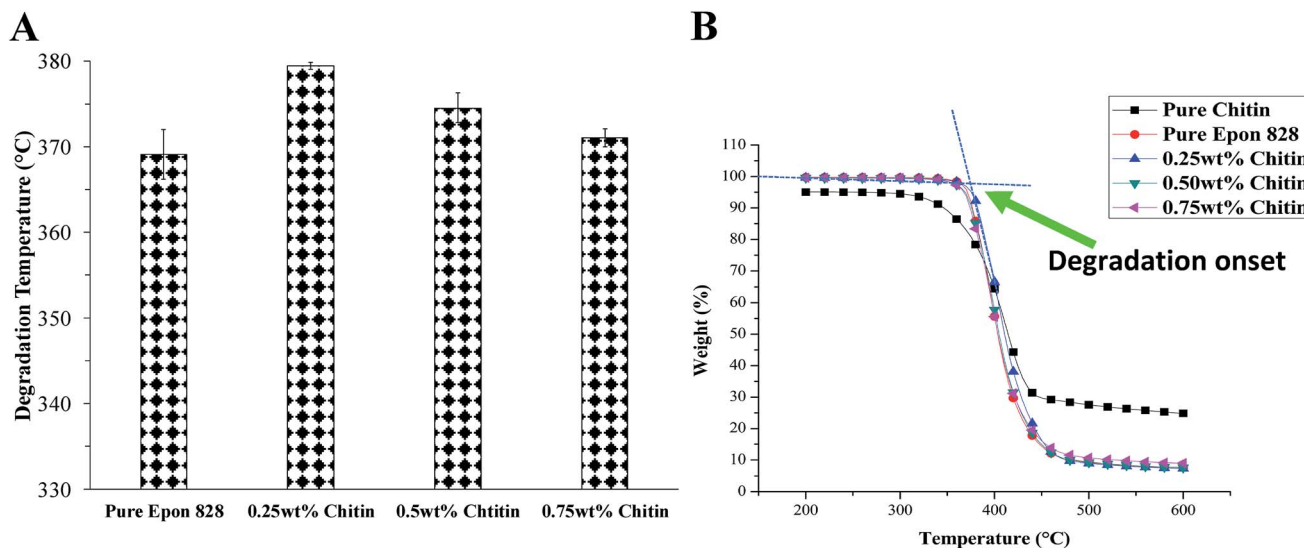 A
Degradation Temperature (°C)
380
370
360
350
340
330
Pure Epon 828
0.25wt% Chitin
0.5wt% Chtitin
0.75wt% Chitin
B
Pure Chitin
Pure Epon 828
0.25wt% Chitin
0.50wt% Chitin
0.75wt% Chitin
Degradation onset
Weight (%)
110
100
90
80
70
60
50
40
30
20
10
0
200
300
400
500
600
Temperature (°C)